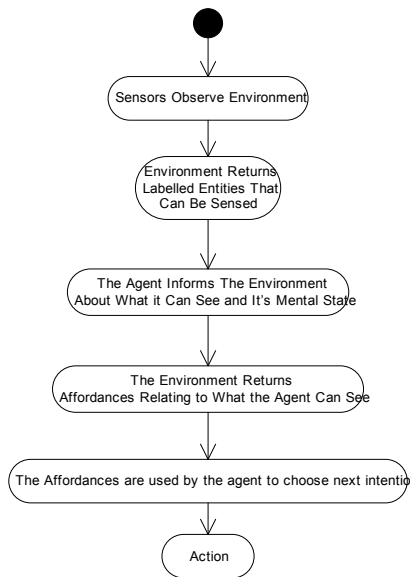 Sensors Observe Environment
Environment Returns
Labelled Entities That
Can Be Sensed
The Agent Informs The Environment
About What it Can See and It's Mental State
The Environment Returns
Affordances Relating to What the Agent Can See
The Affordances are used by the agent to choose next intentio
Action